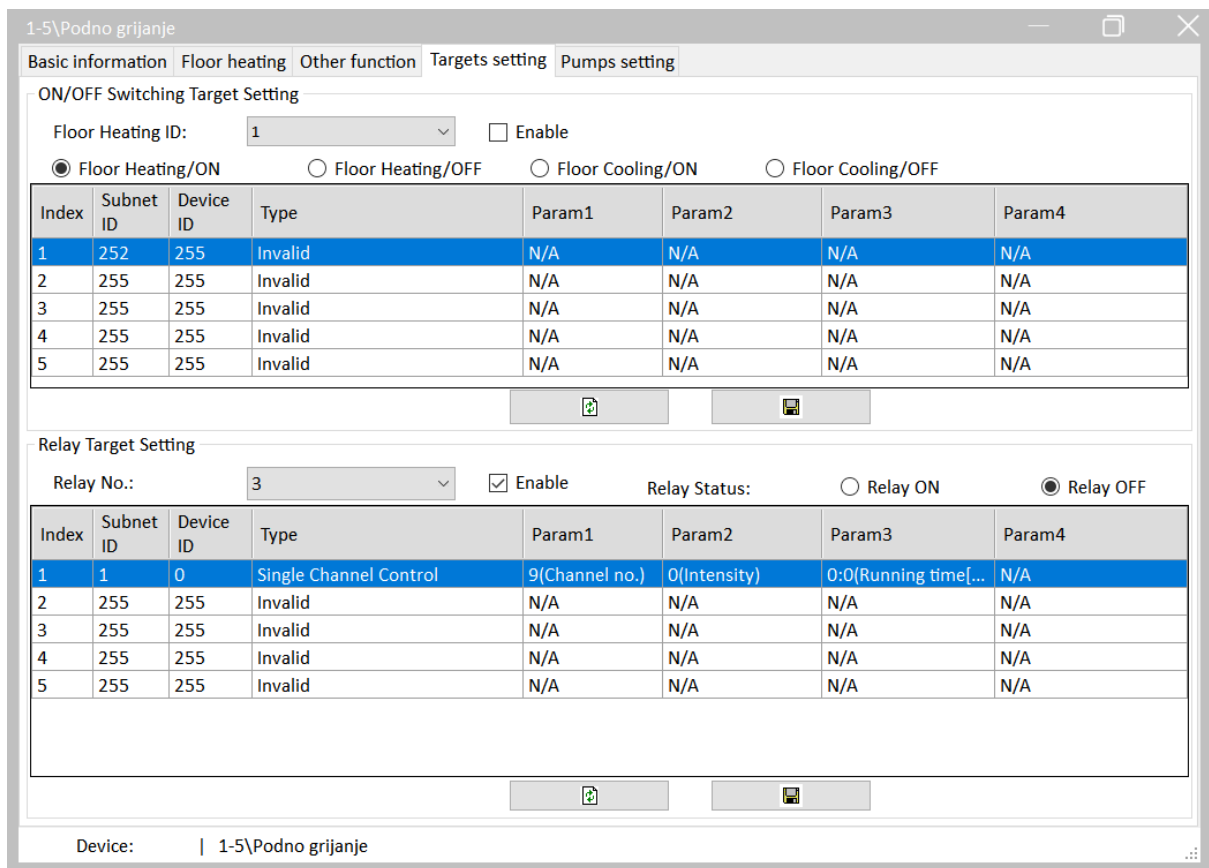 1-5\Podno grijanje
Basic information Floor heating Other function Targets setting Pumps setting
ON/OFF Switching Target Setting
Floor Heating ID: 1 Enable
Floor Heating/ON Floor Heating/OFF Floor Cooling/ON Floor Cooling/OFF
Index Subnet ID Device ID Type Param1 Param2 Param3 Param4
1 252 255 Invalid N/A N/A N/A N/A
2 255 255 Invalid N/A N/A N/A N/A
3 255 255 Invalid N/A N/A N/A N/A
4 255 255 Invalid N/A N/A N/A N/A
5 255 255 Invalid N/A N/A N/A N/A
Relay Target Setting
Relay No.: 3 Enable Relay Status: Relay ON Relay OFF
Index Subnet ID Device ID Type Param1 Param2 Param3 Param4
1 1 0 Single Channel Control 9(Channel no.) 0(Intensity) 0:0(Running time[... N/A
2 255 255 Invalid N/A N/A N/A N/A
3 255 255 Invalid N/A N/A N/A N/A
4 255 255 Invalid N/A N/A N/A N/A
5 255 255 Invalid N/A N/A N/A N/A
Device: | 1-5\Podno grijanje